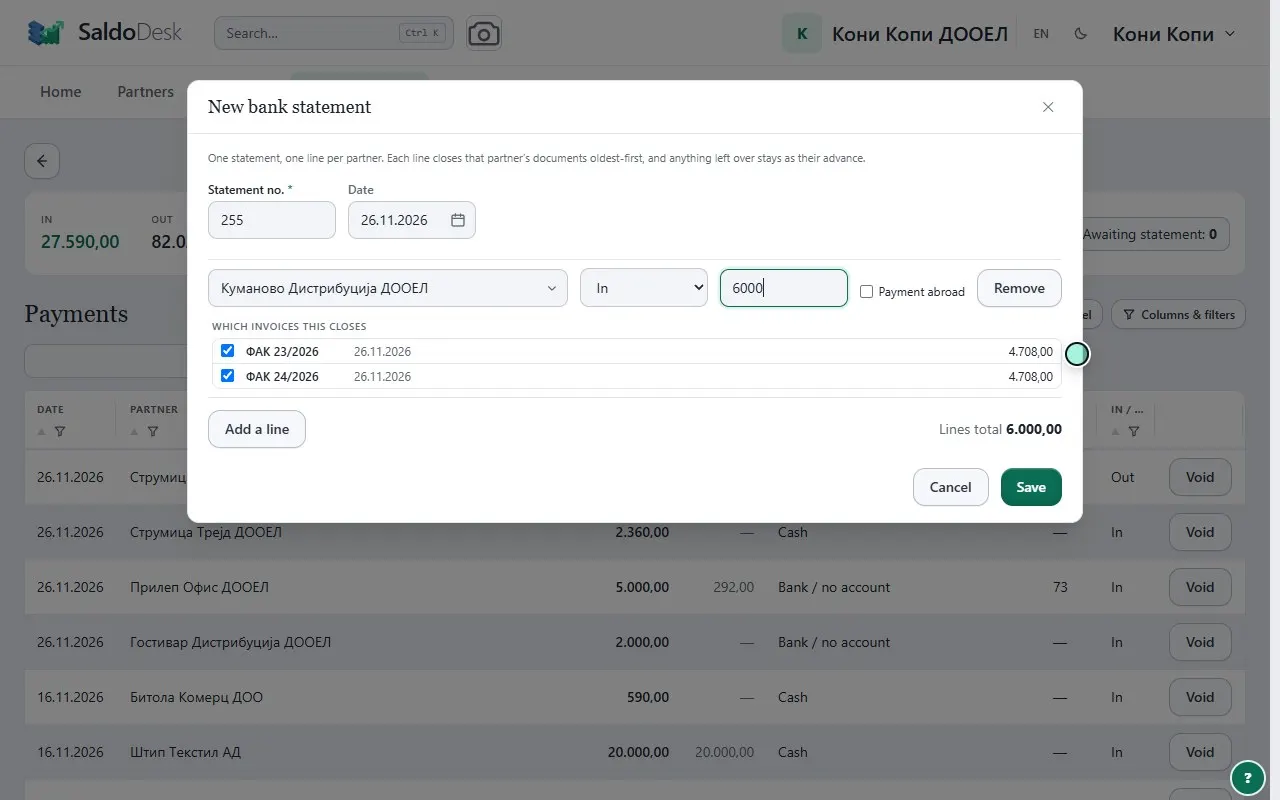 SaldoDesk
Search... Ctrl K
К Кони Копи ДООЕЛ EN Кони Копи
Home Partners
New bank statement
One statement, one line per partner. Each line closes that partner's documents oldest-first, and anything left over stays as their advance.
Statement no. * Date
255 26.11.2026
IN OUT
27.590,00 82.0
Awaiting statement: 0
Куманово Дистрибуција ДООЕЛ In 6000 Payment abroad Remove
Payments
el Columns & filters
WHICH INVOICES THIS CLOSES
ФАК 23/2026 26.11.2026 4.708,00
ФАК 24/2026 26.11.2026 4.708,00
Add a line Lines total 6.000,00
Cancel Save
DATE PARTNER IN / ...
26.11.2026 Струмиц Out Void
26.11.2026 Струмица Трејд ДООЕЛ 2.360,00 — Cash — In Void
26.11.2026 Прилеп Офис ДООЕЛ 5.000,00 292,00 Bank / no account 73 In Void
26.11.2026 Гостивар Дистрибуција ДООЕЛ 2.000,00 — Bank / no account — In Void
16.11.2026 Битола Комерц ДОО 590,00 — Cash — In Void
16.11.2026 Штип Текстил АД 20.000,00 20.000,00 Cash — In Void
?